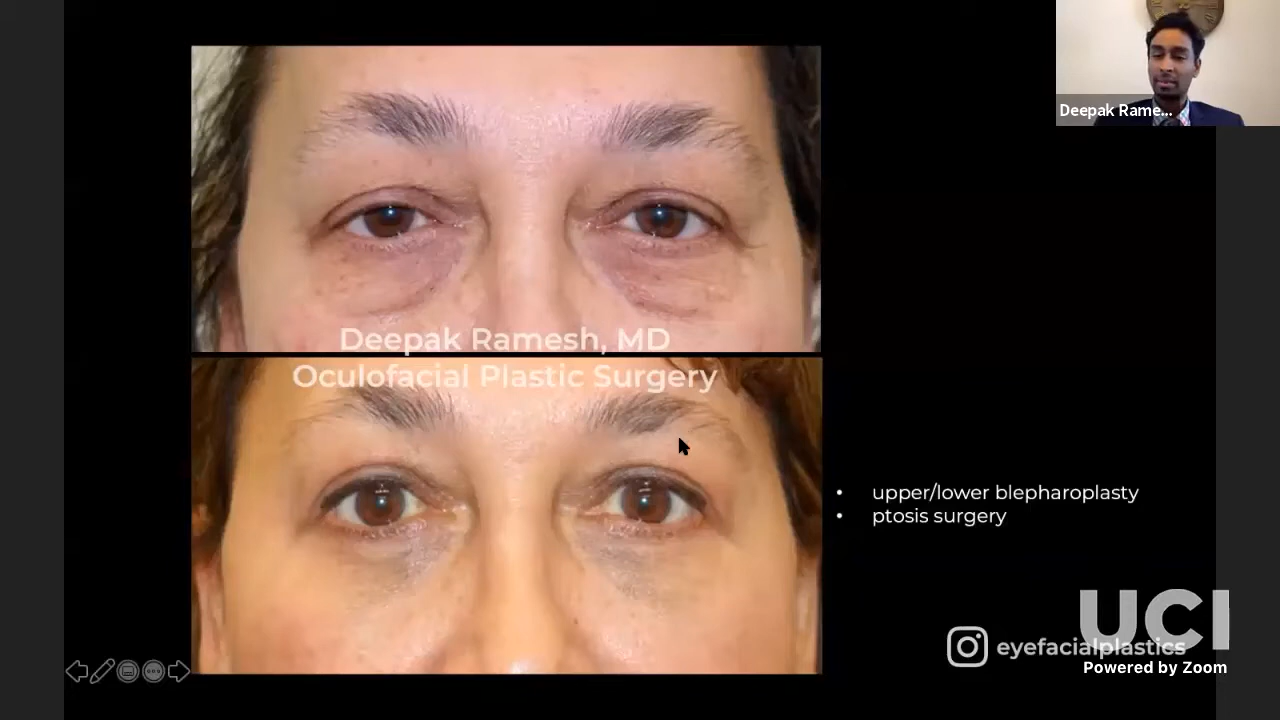 Deepak Rame...
Deepak Ramesh, MD
Oculofacial Plastic Surgery
• upper/lower blepharoplasty
• ptosis surgery
UCI
eyefacialplastics
Powered by Zoom